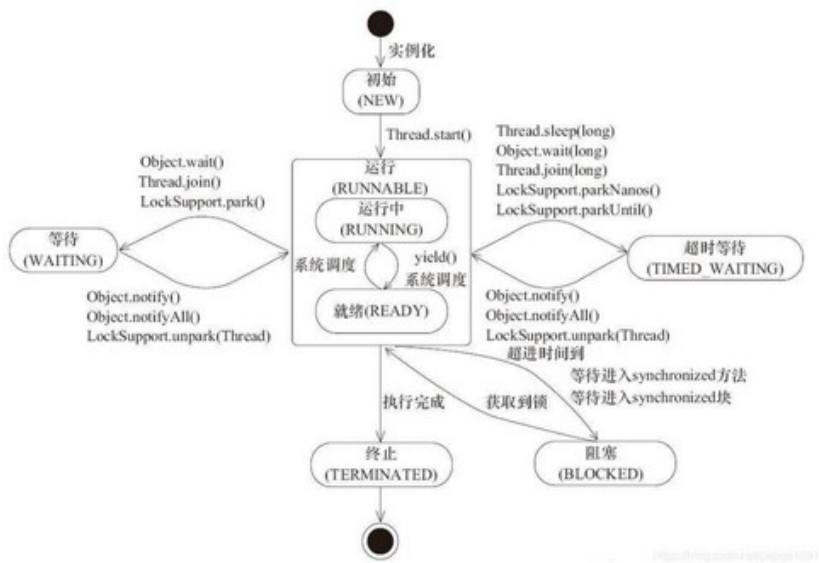 实例化
初始
(NEW)
Thread.start()
Object.wait()
Thread.join()
LockSupport.park()
Thread.sleep(long)
Object.wait(long)
Thread.join(long)
LockSupport.parkNanos()
LockSupport.parkUntil()
运行
(RUNNABLE)
运行中
(RUNNING)
等待
(WAITING)
超时等待
(TIMED_WAITING)
系统调度
yield()
系统调度
就绪(READY)
Object.notify()
Object.notifyAll()
LockSupport.unpark(Thread)
Object.notify()
Object.notifyAll()
LockSupport.unpark(Thread)
超进时间到
等待进入synchronized方法
等待进入synchronized块
执行完成
获取到锁
终止
(TERMINATED)
阻塞
(BLOCKED)